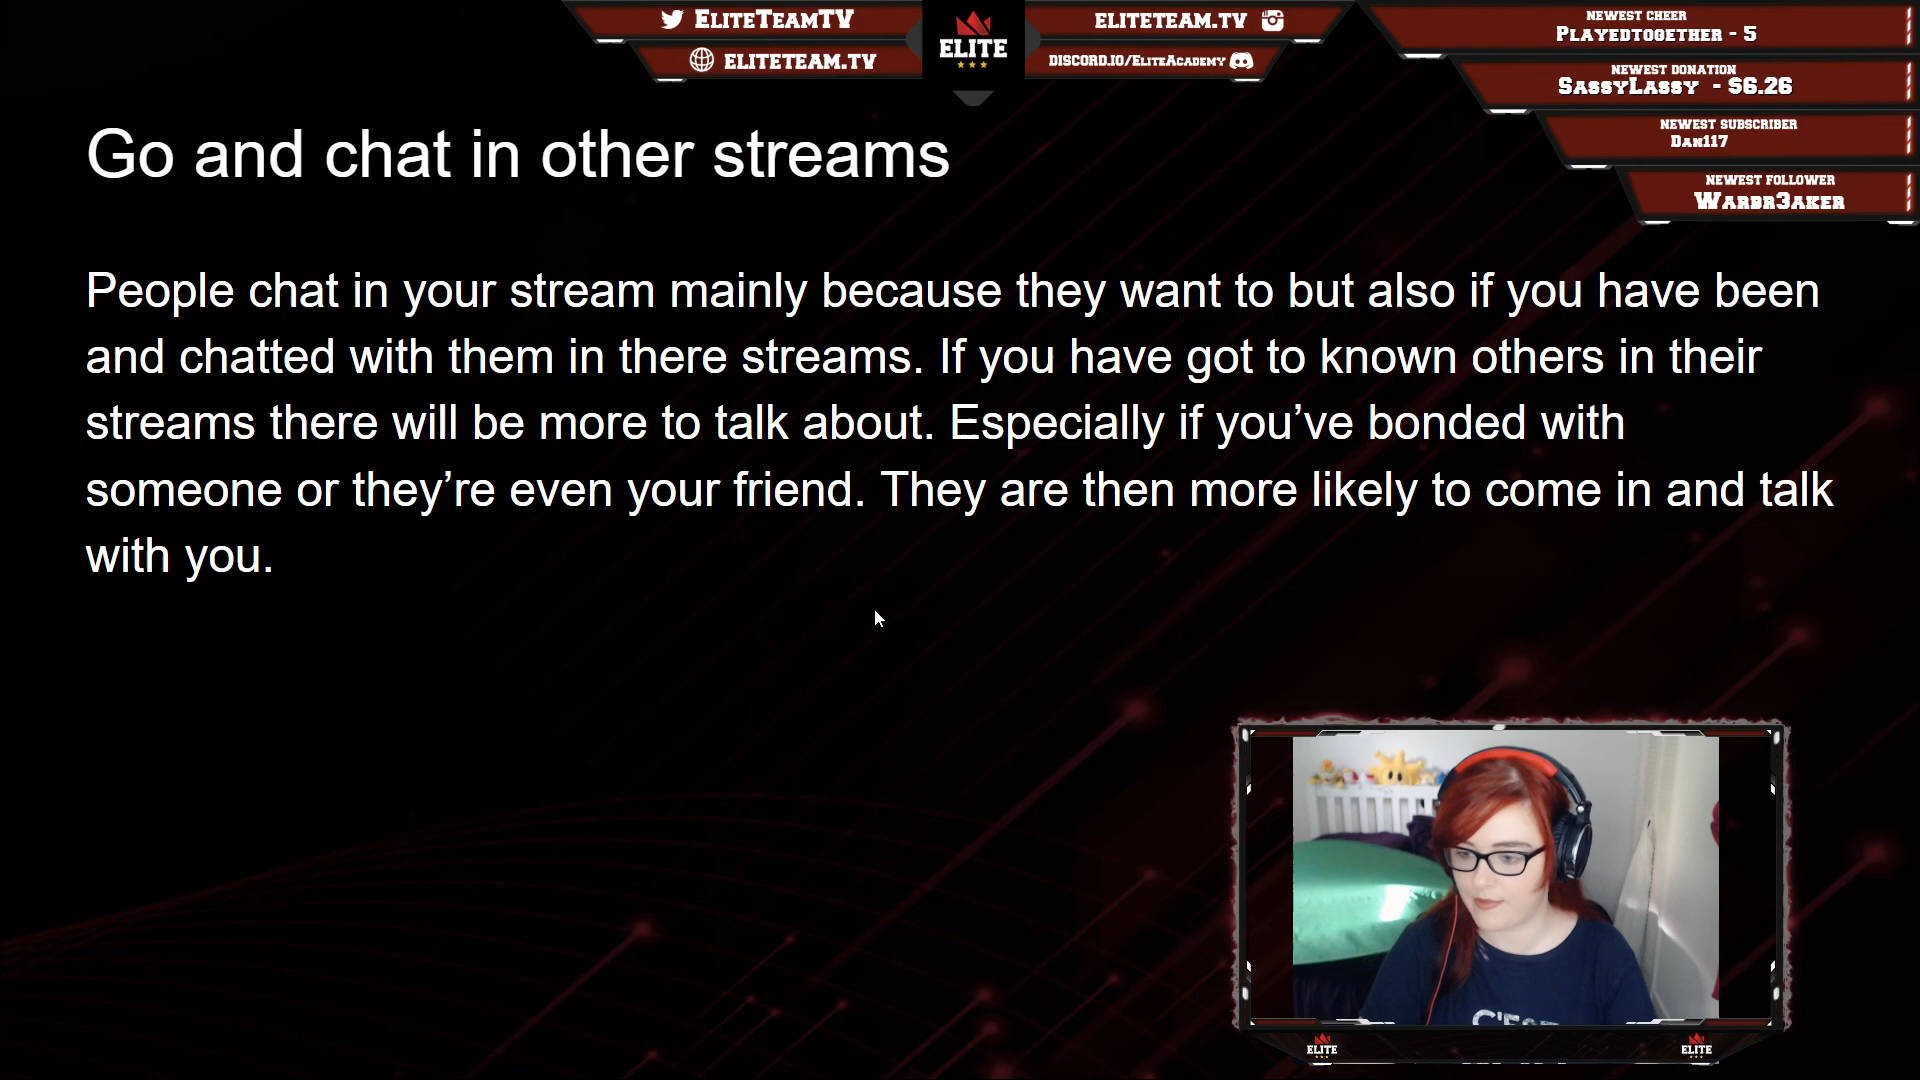 EliteTeamTV
eliteteam.tv
ELITE
eliteteam.tv
discord.io/EliteAcademy
Newest Cheer
Playedtogether - 5
Newest Donation
SassyLassy - $6.26
Newest Subscriber
Dan117
Newest Follower
Warbr3aker
Go and chat in other streams
People chat in your stream mainly because they want to but also if you have been
and chatted with them in there streams. If you have got to known others in their
streams there will be more to talk about. Especially if you’ve bonded with
someone or they’re even your friend. They are then more likely to come in and talk
with you.
C'EST
ELITE
ELITE